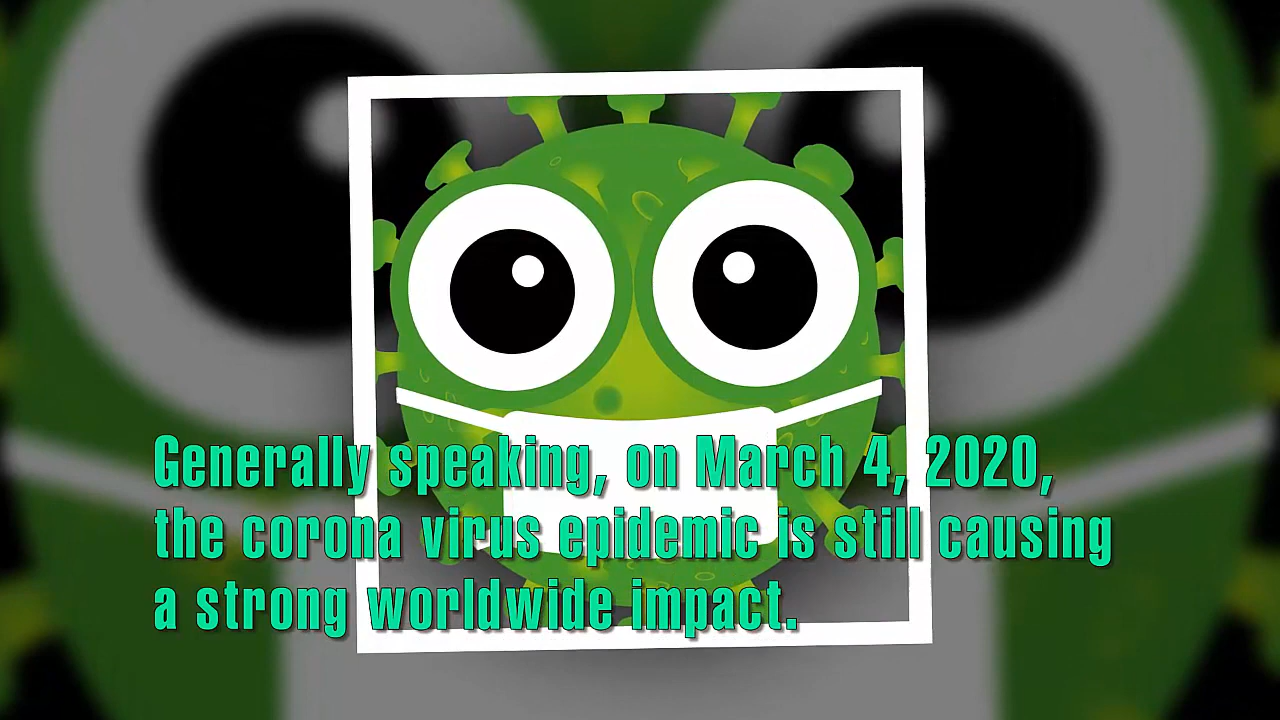 Generally speaking, on March 4, 2020,
the corona virus epidemic is still causing
a strong worldwide impact.